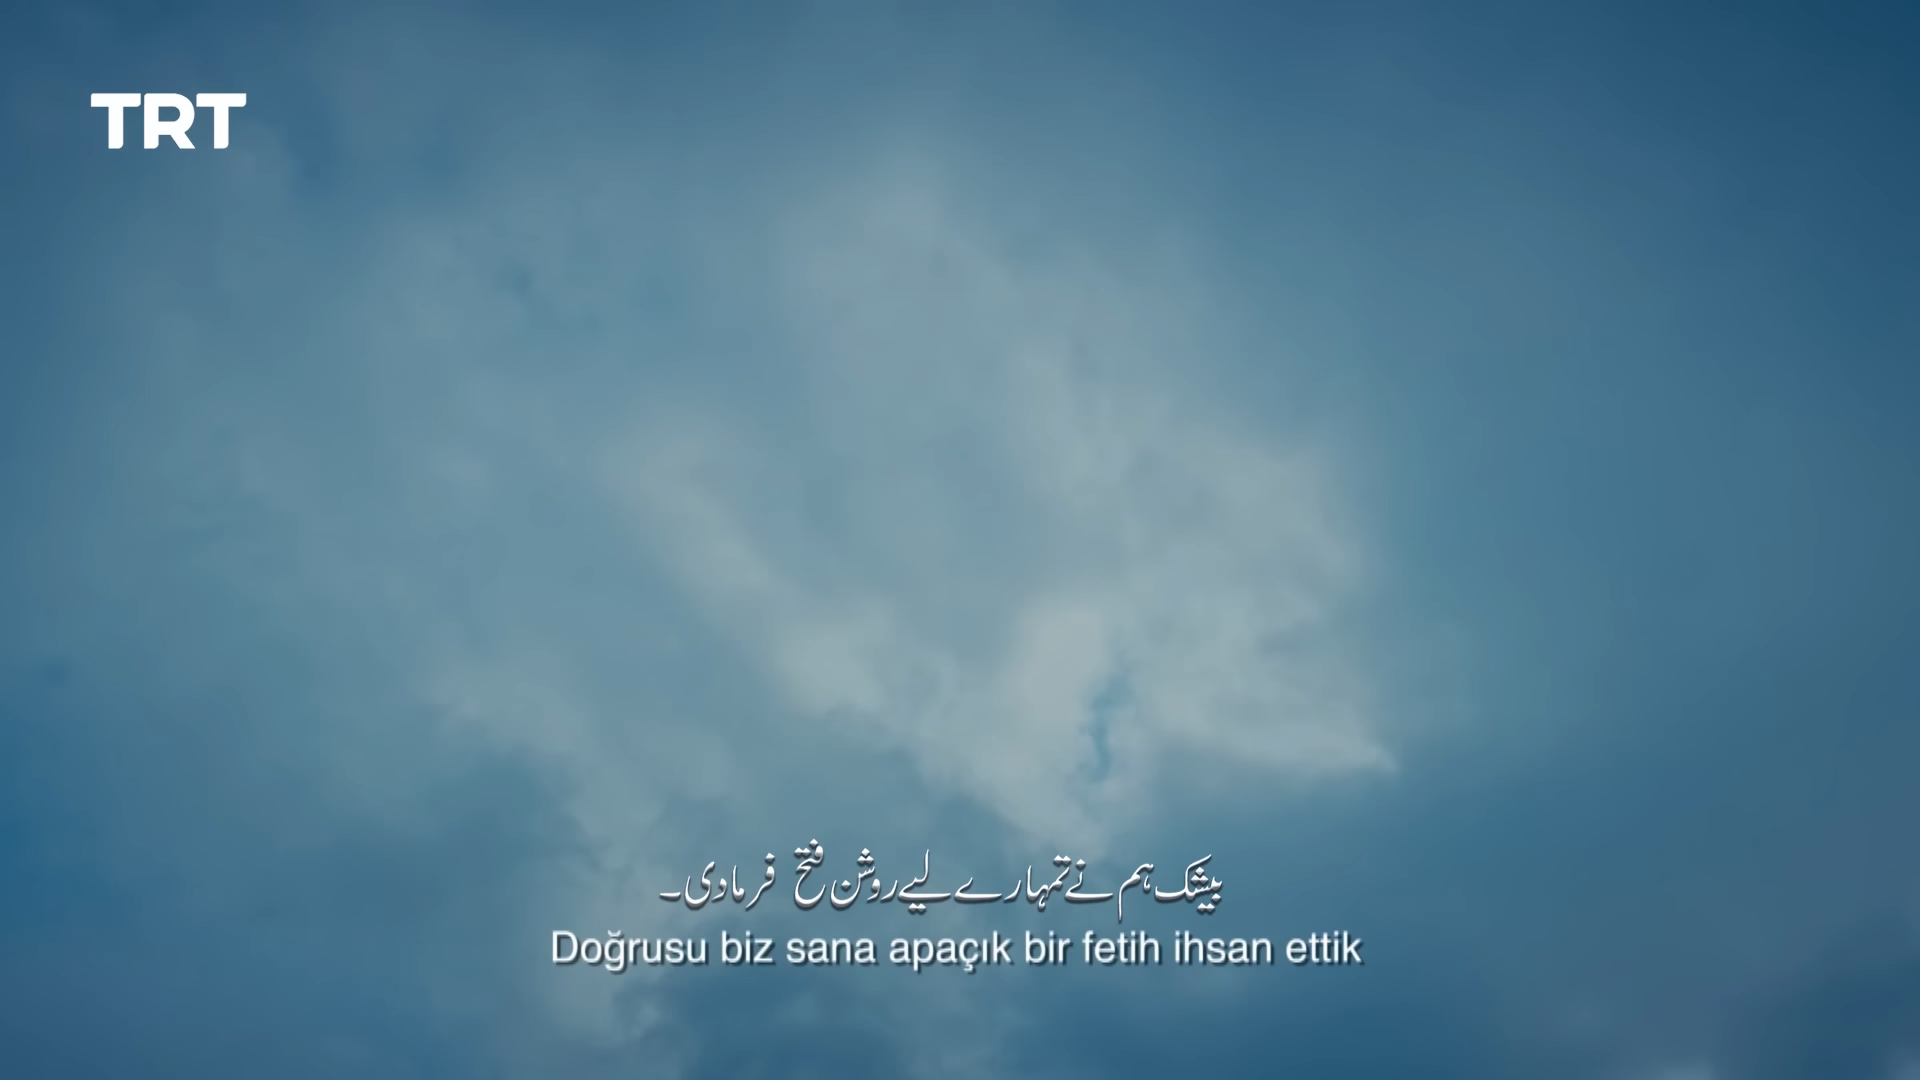 TRT
بیشک ہم نے تمہارے لیے روشن فتح فرمادی۔
Doğrusu biz sana apaçık bir fetih ihsan ettik